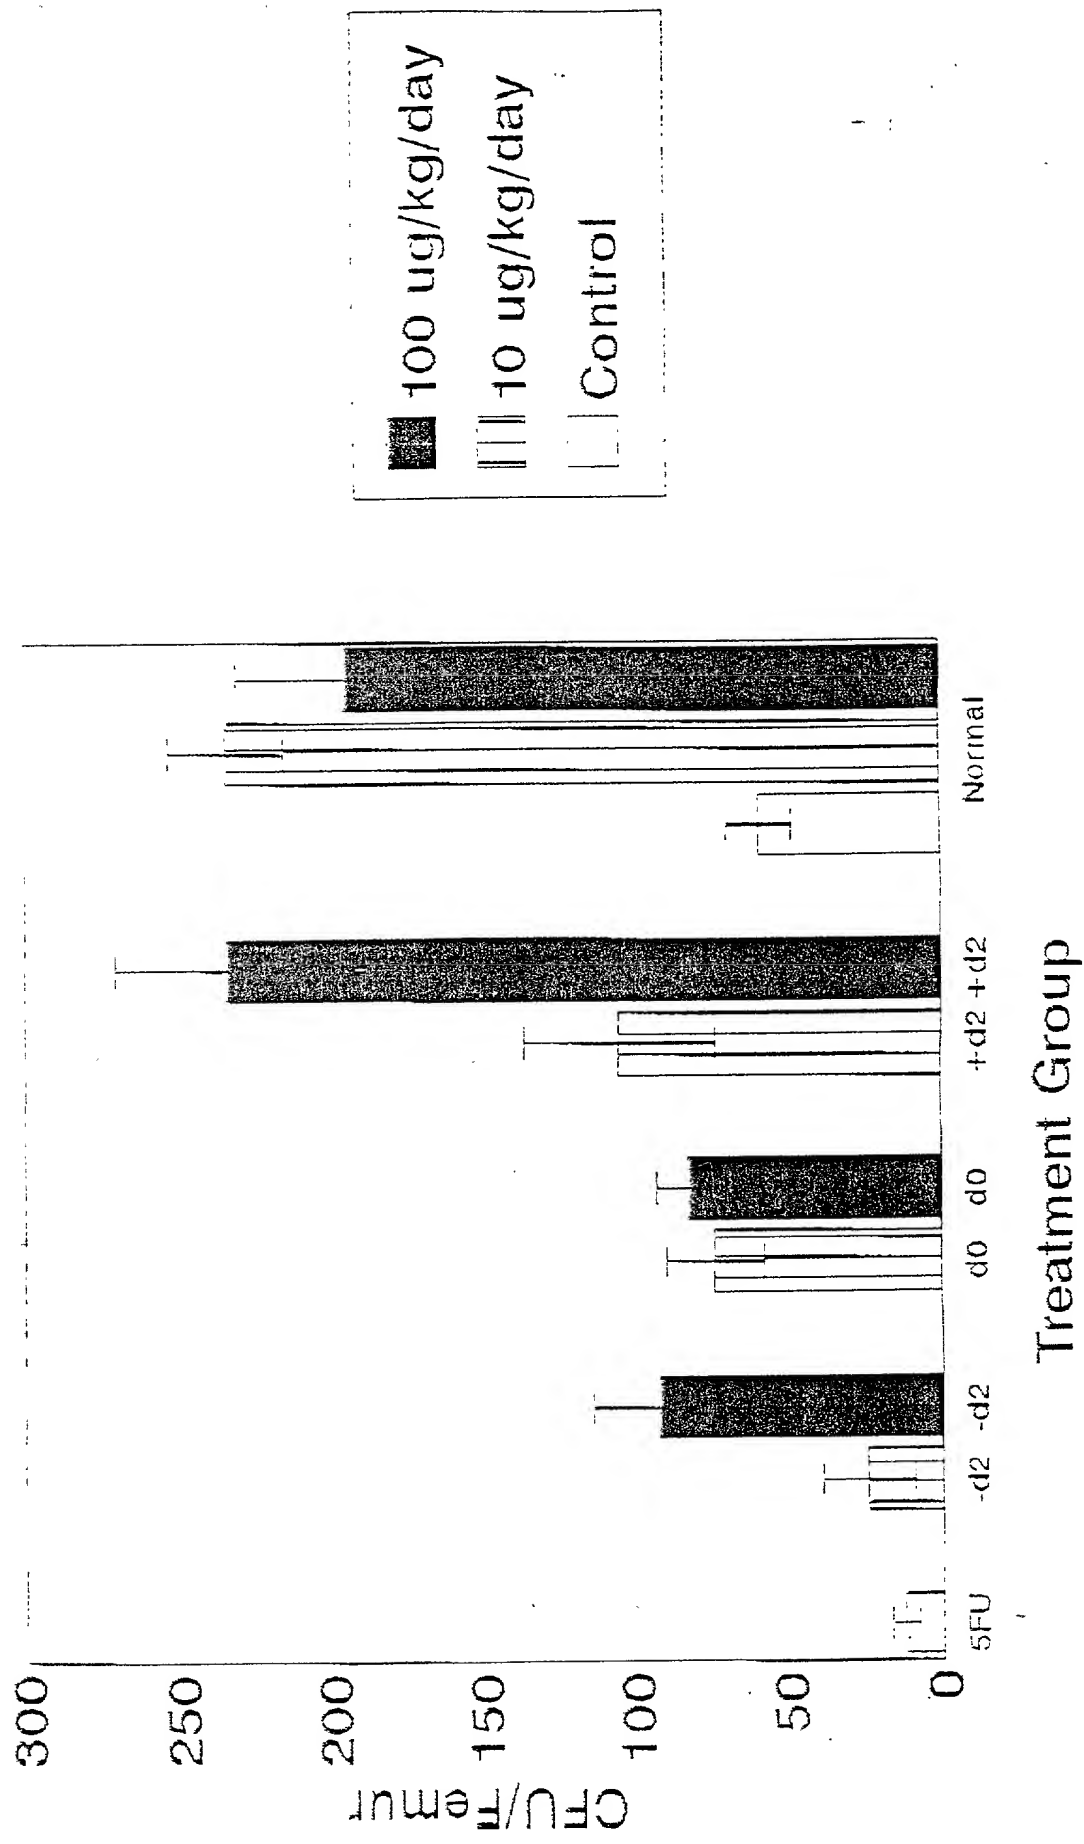 CFU/Femur
300
250
200
150
100
50
0
5FU
-d2
-d2
d0
d0
+d2
+d2
Normal
Treatment Group
100 ug/kg/day
10 ug/kg/day
Control